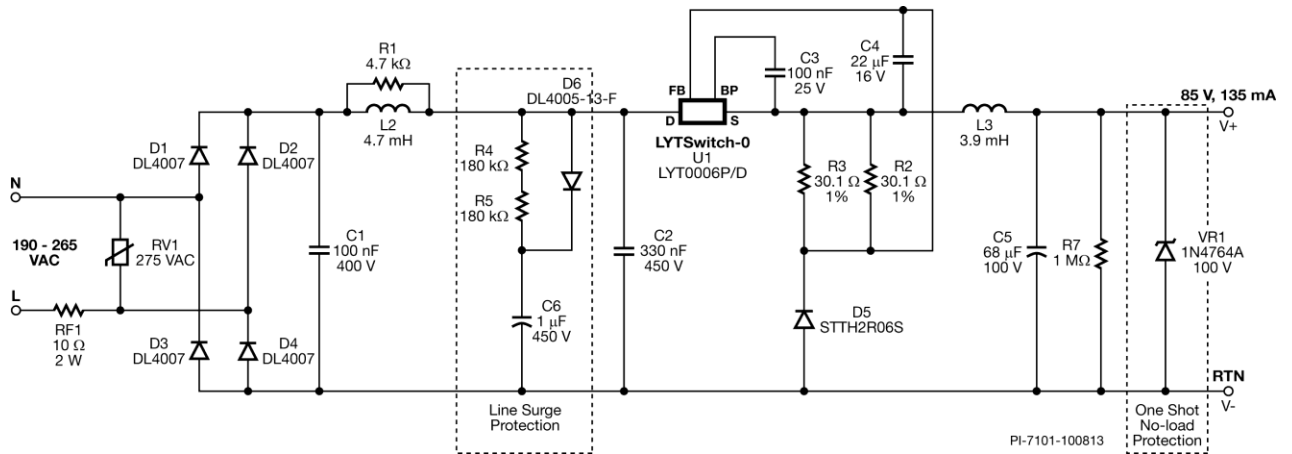 R1
4.7 kΩ
L2
4.7 mH
D6
DL4005-13-F
C3
100 nF
25 V
C4
22 µF
16 V
FB
BP
D
S
LYTSwitch-0
U1
LYT0006P/D
L3
3.9 mH
85 V, 135 mA
V+
D1
DL4007
D2
DL4007
N
190 - 265
VAC
L
RV1
275 VAC
RF1
10 Ω
2 W
D3
DL4007
D4
DL4007
C1
100 nF
400 V
R4
180 kΩ
R5
180 kΩ
C6
1 µF
450 V
Line Surge
Protection
C2
330 nF
450 V
R3
30.1 Ω
1%
R2
30.1 Ω
1%
D5
STTH2R06S
C5
68 µF
100 V
R7
1 MΩ
VR1
1N4764A
100 V
RTN
V-
One Shot
No-load
Protection
PI-7101-100813